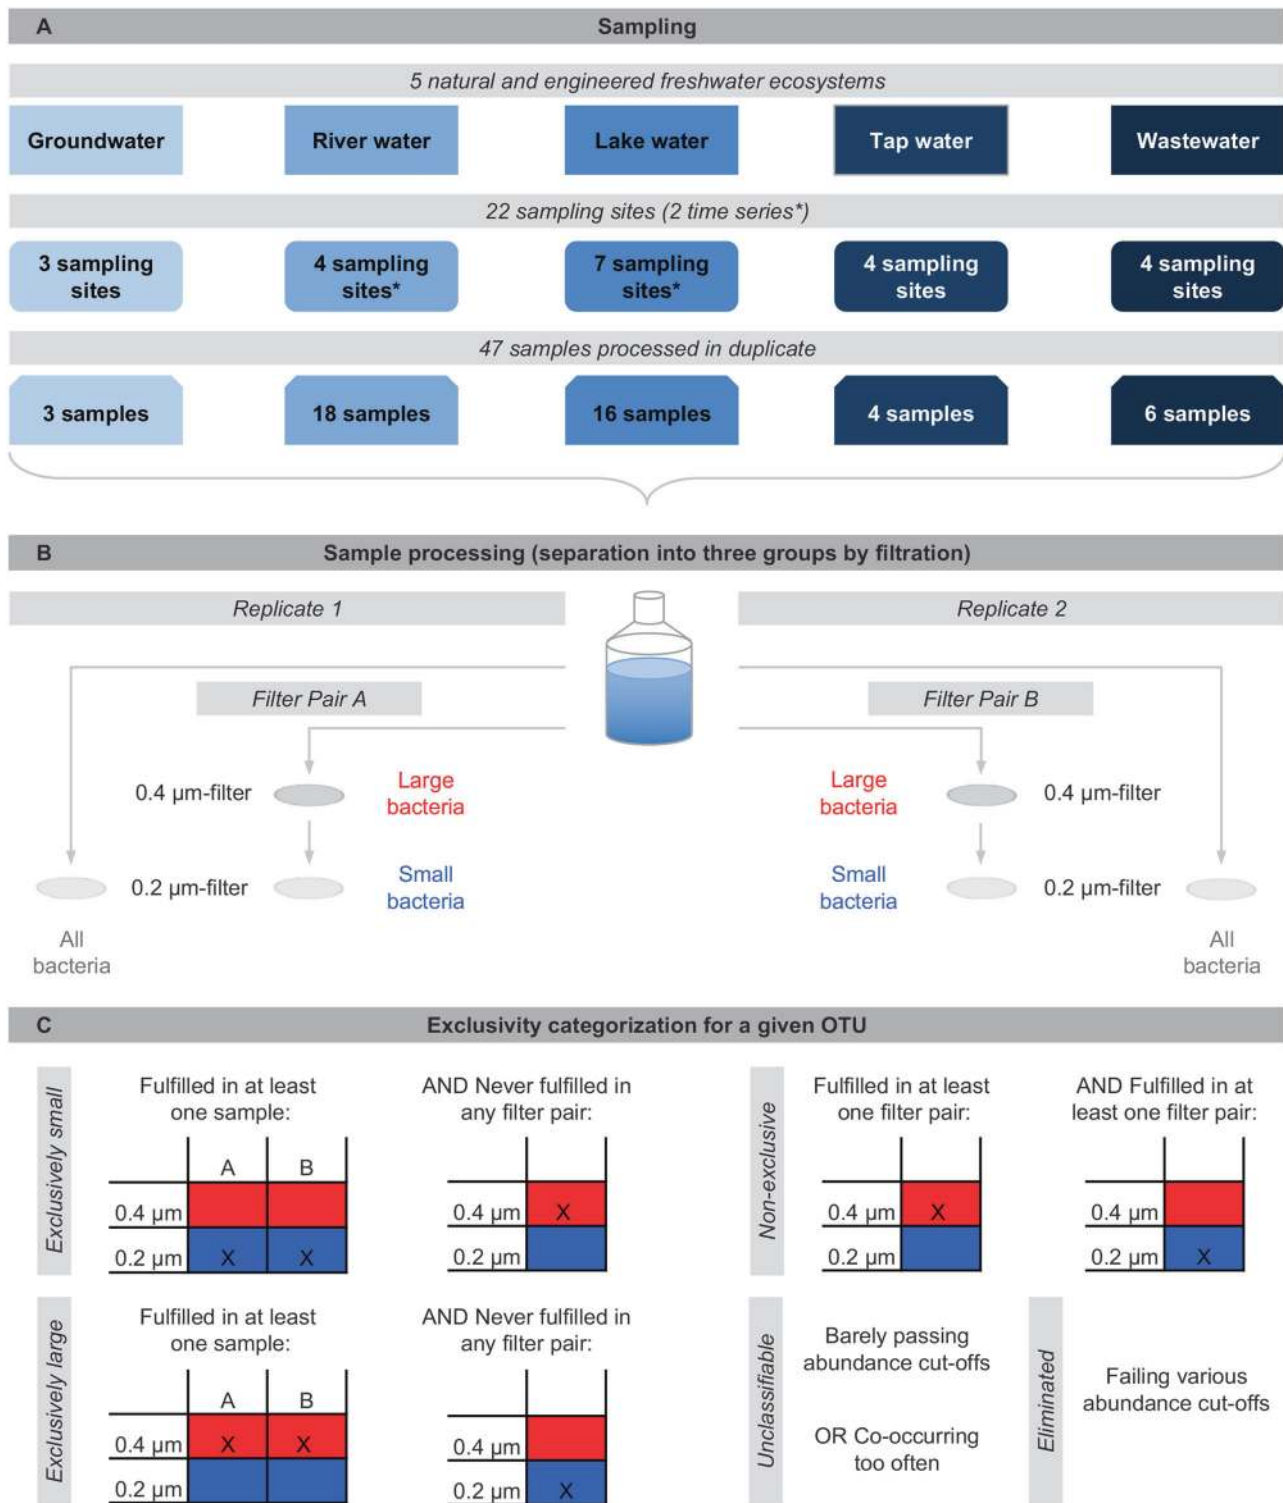 A Sampling
5 natural and engineered freshwater ecosystems
Groundwater River water Lake water Tap water Wastewater
22 sampling sites (2 time series*)
3 sampling 4 sampling 7 sampling 4 sampling 4 sampling
sites sites* sites* sites sites
47 samples processed in duplicate
3 samples 18 samples 16 samples 4 samples 6 samples
B Sample processing (separation into three groups by filtration)
Replicate 1 Replicate 2
Filter Pair A Filter Pair B
0.4 µm-filter Large bacteria Large bacteria 0.4 µm-filter
0.2 µm-filter Small bacteria Small bacteria 0.2 µm-filter
All All
bacteria bacteria
C Exclusivity categorization for a given OTU
Exclusively small
Fulfilled in at least
one sample:
A B
0.4 µm
0.2 µm X X
AND Never fulfilled in
any filter pair:
0.4 µm X
0.2 µm
Non-exclusive
Fulfilled in at least
one filter pair:
0.4 µm X
0.2 µm
AND Fulfilled in at
least one filter pair:
0.4 µm
0.2 µm X
Exclusively large
Fulfilled in at least
one sample:
A B
0.4 µm X X
0.2 µm
AND Never fulfilled in
any filter pair:
0.4 µm
0.2 µm X
Unclassifiable
Barely passing
abundance cut-offs
OR Co-occurring
too often
Eliminated
Failing various
abundance cut-offs